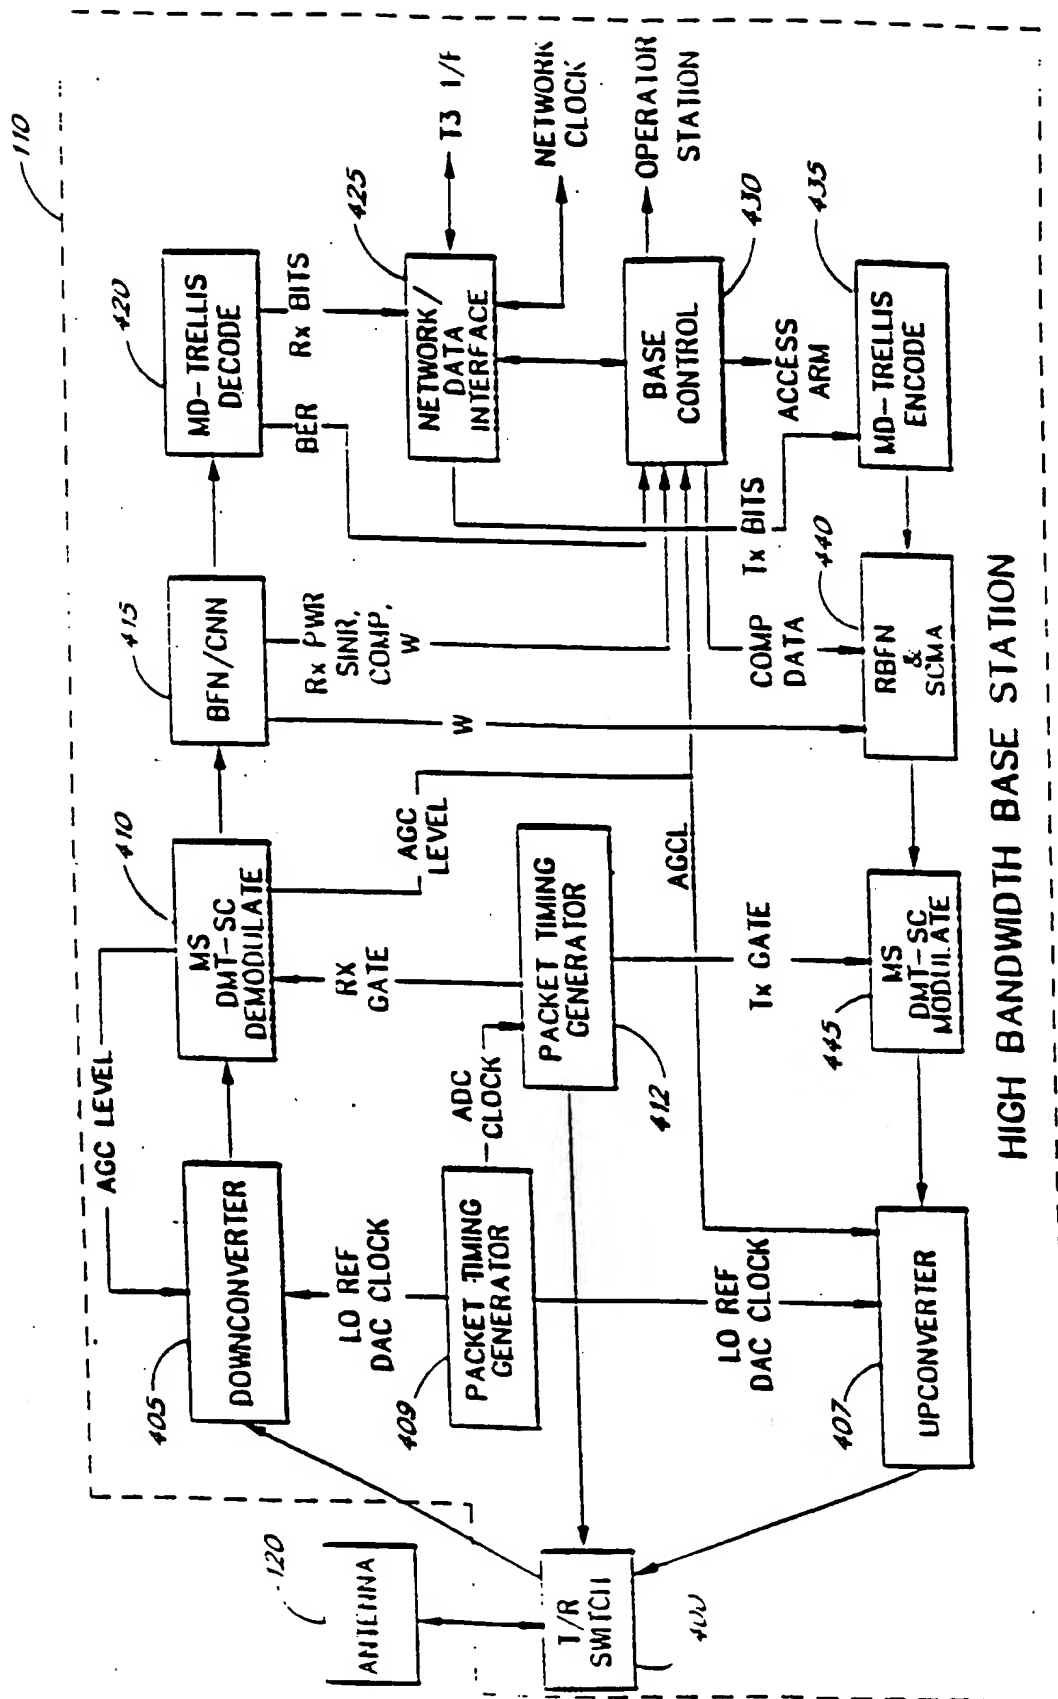 110
120
ANTENNA
T/R
SWITCH
400
AGC LEVEL
405
DOWNCONVERTER
410
MS
DMT-SC
DEMODULATE
415
BFN/CNN
420
MD-TRELLIS
DECODE
LO REF
DAC CLOCK
ADC
CLOCK
RX
GATE
AGC
LEVEL
W
Rx PWR
SINR,
COMP,
W
BER
Rx BITS
409
PACKET TIMING
GENERATOR
PACKET TIMING
GENERATOR
412
425
NETWORK/
DATA
INTERFACE
T3 I/F
NETWORK
CLOCK
AGCL
BASE
CONTROL
430
OPERATOR
STATION
LO REF
DAC CLOCK
Tx GATE
COMP
DATA
Tx BITS
ACCESS
ARM
407
UPCONVERTER
445
MS
DMT-SC
MODULATE
440
RBFN
&
SCMA
435
MD-TRELLIS
ENCODE
HIGH BANDWIDTH BASE STATION